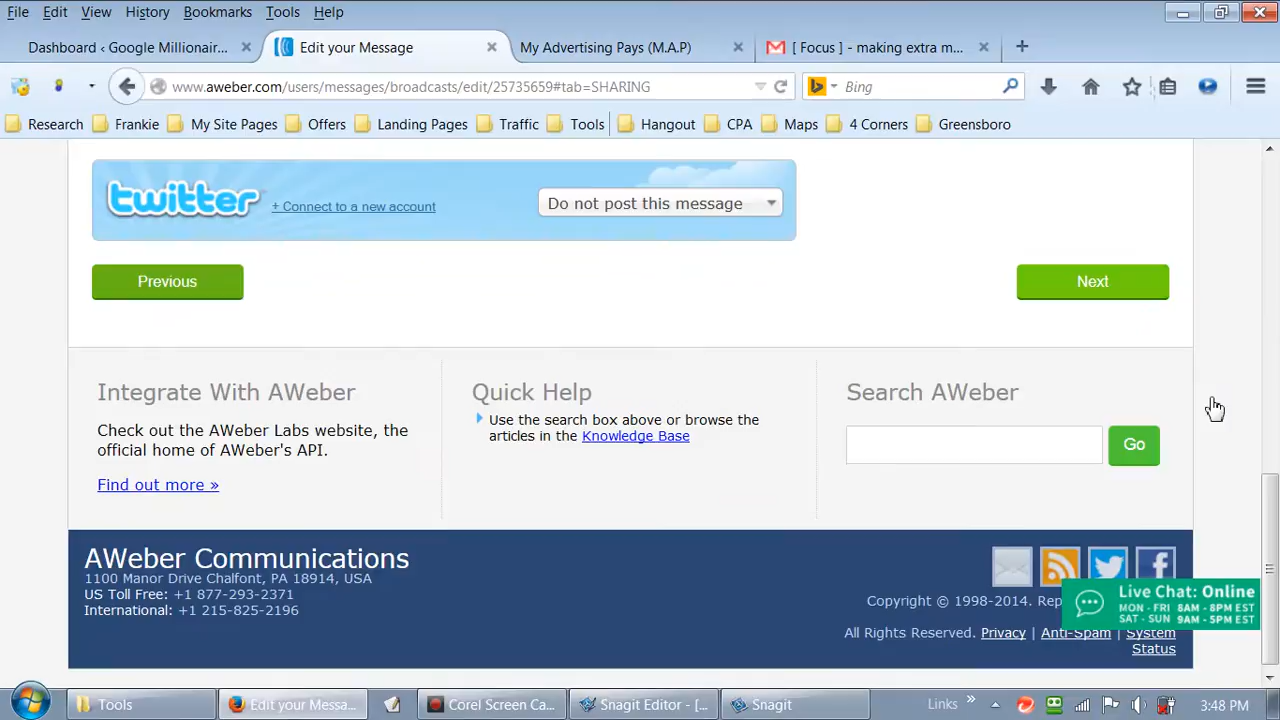 File Edit View History Bookmarks Tools Help
Dashboard ‹ Google Millionair... × Edit your Message × My Advertising Pays (M.A.P) × [ Focus ] - making extra m... × +
www.aweber.com/users/messages/broadcasts/edit/25735659#tab=SHARING Bing
Research Frankie My Site Pages Offers Landing Pages Traffic Tools Hangout CPA Maps 4 Corners Greensboro
twitter + Connect to a new account Do not post this message
Previous Next
Integrate With AWeber
Check out the AWeber Labs website, the
official home of AWeber's API.
Find out more »
Quick Help
Use the search box above or browse the
articles in the Knowledge Base
Search AWeber
Go
AWeber Communications
1100 Manor Drive Chalfont, PA 18914, USA
US Toll Free: +1 877-293-2371
International: +1 215-825-2196
Copyright © 1998-2014. Rep
All Rights Reserved. Privacy | Anti-Spam | System
Status
Live Chat: Online
MON - FRI 8AM - 8PM EST
SAT - SUN 9AM - 5PM EST
Tools Edit your Messa... Corel Screen Ca... Snagit Editor - [... Snagit Links » 3:48 PM